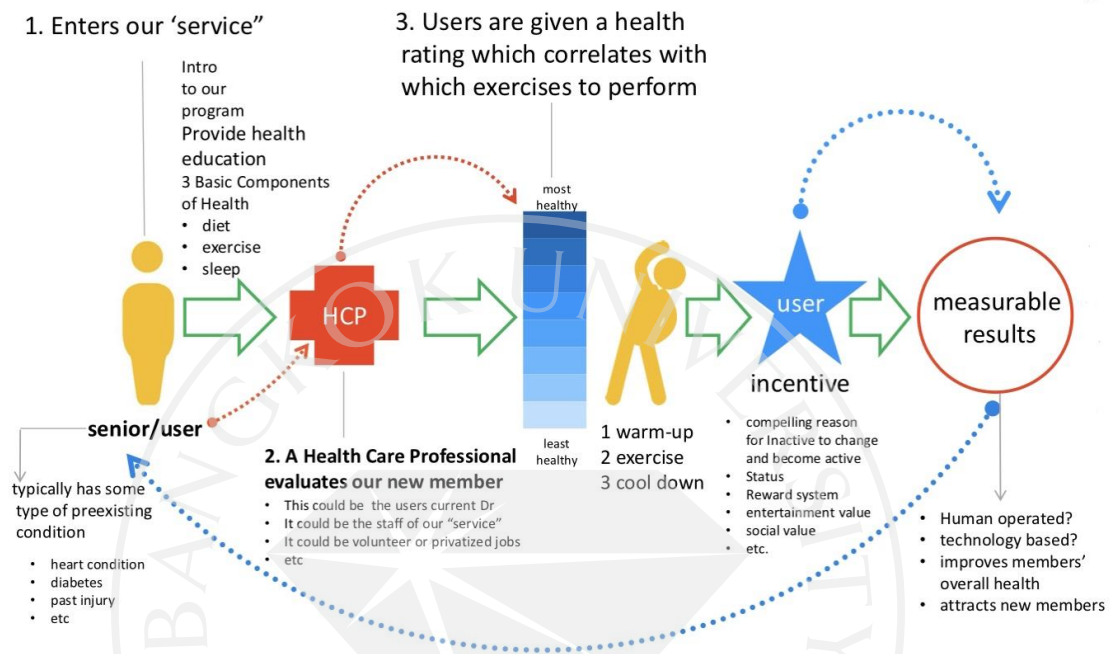 1. Enters our ‘service”
Intro
to our
program
Provide health
education
3 Basic Components
of Health
• diet
• exercise
• sleep
3. Users are given a health
rating which correlates with
which exercises to perform
most
healthy
HCP
user
measurable
results
senior/user
typically has some
type of preexisting
condition
• heart condition
• diabetes
• past injury
• etc
2. A Health Care Professional
evaluates our new member
• This could be the users current Dr
• It could be the staff of our “service”
• It could be volunteer or privatized jobs
• etc
least
healthy
1 warm-up
2 exercise
3 cool down
incentive
• compelling reason
for Inactive to change
and become active
• Status
• Reward system
• entertainment value
• social value
• etc.
• Human operated?
• technology based?
• improves members’
overall health
• attracts new members
BANGKOK UNIVERSITY